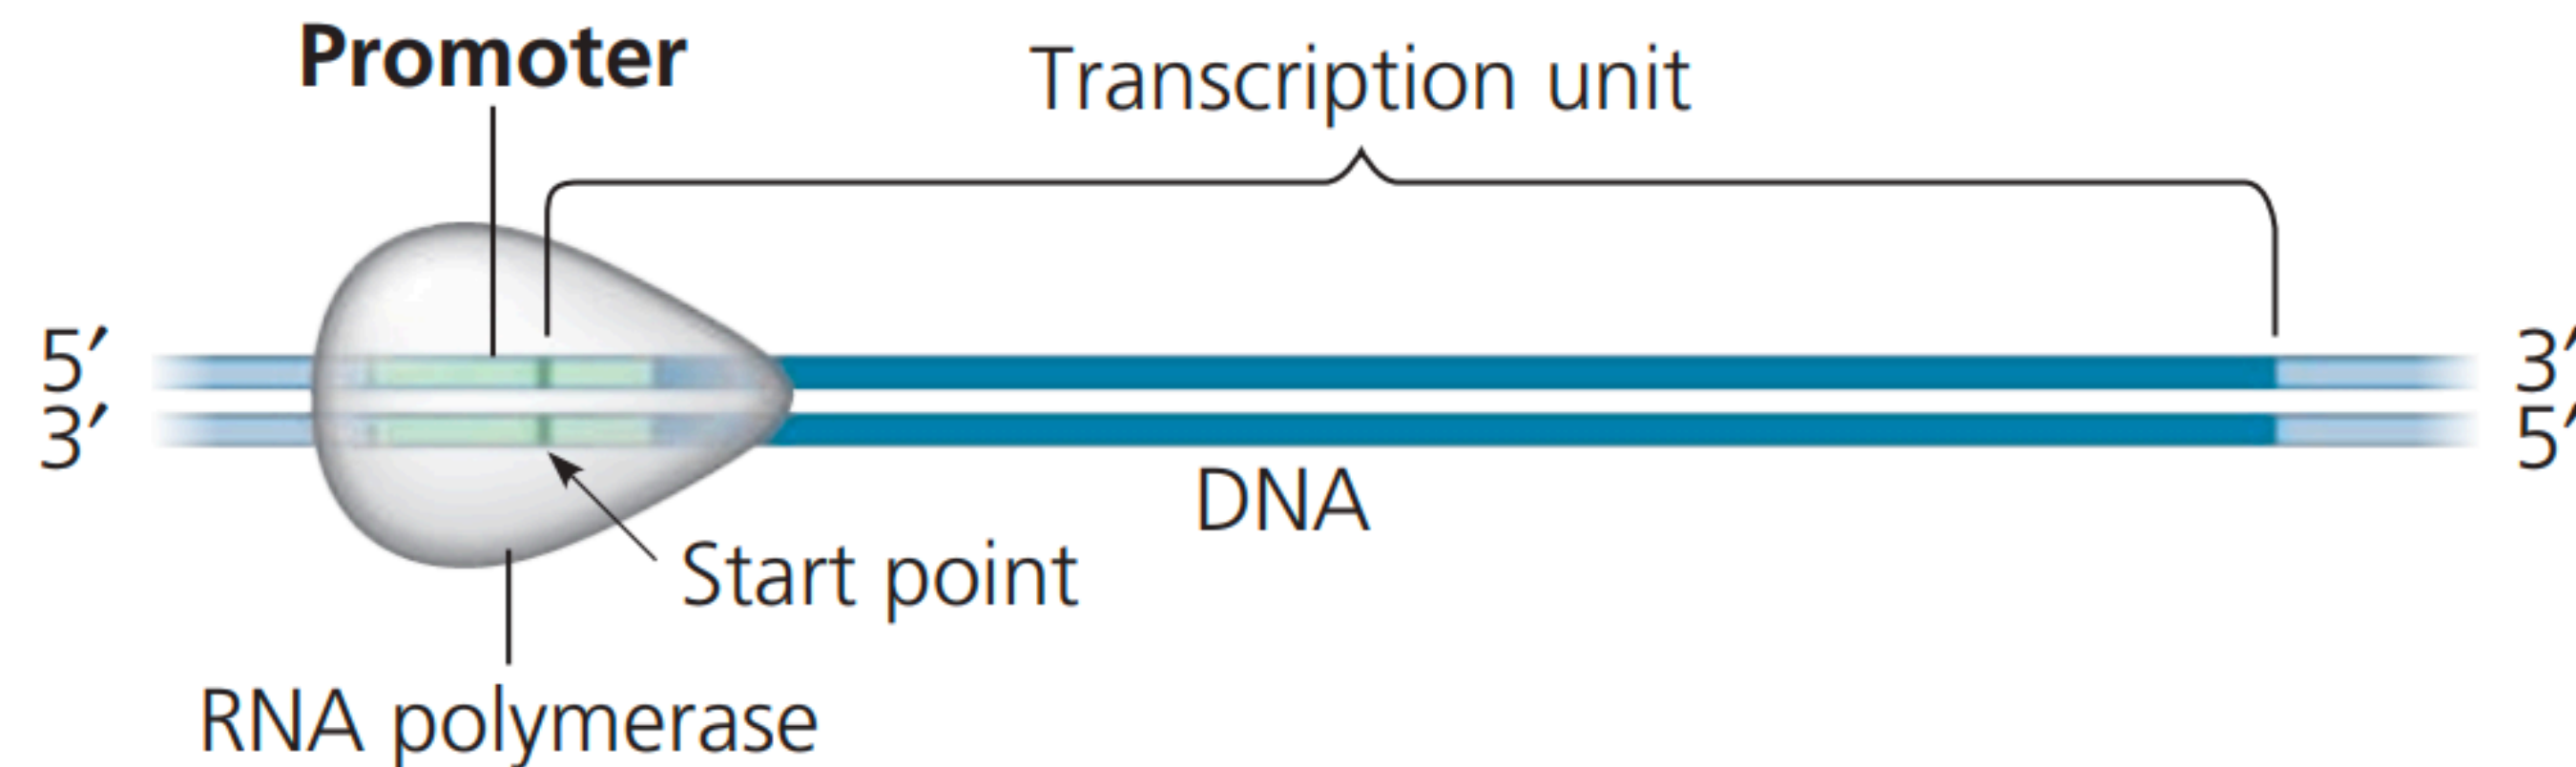 Promoter
Transcription unit
5′
3′
3′
5′
DNA
Start point
RNA polymerase